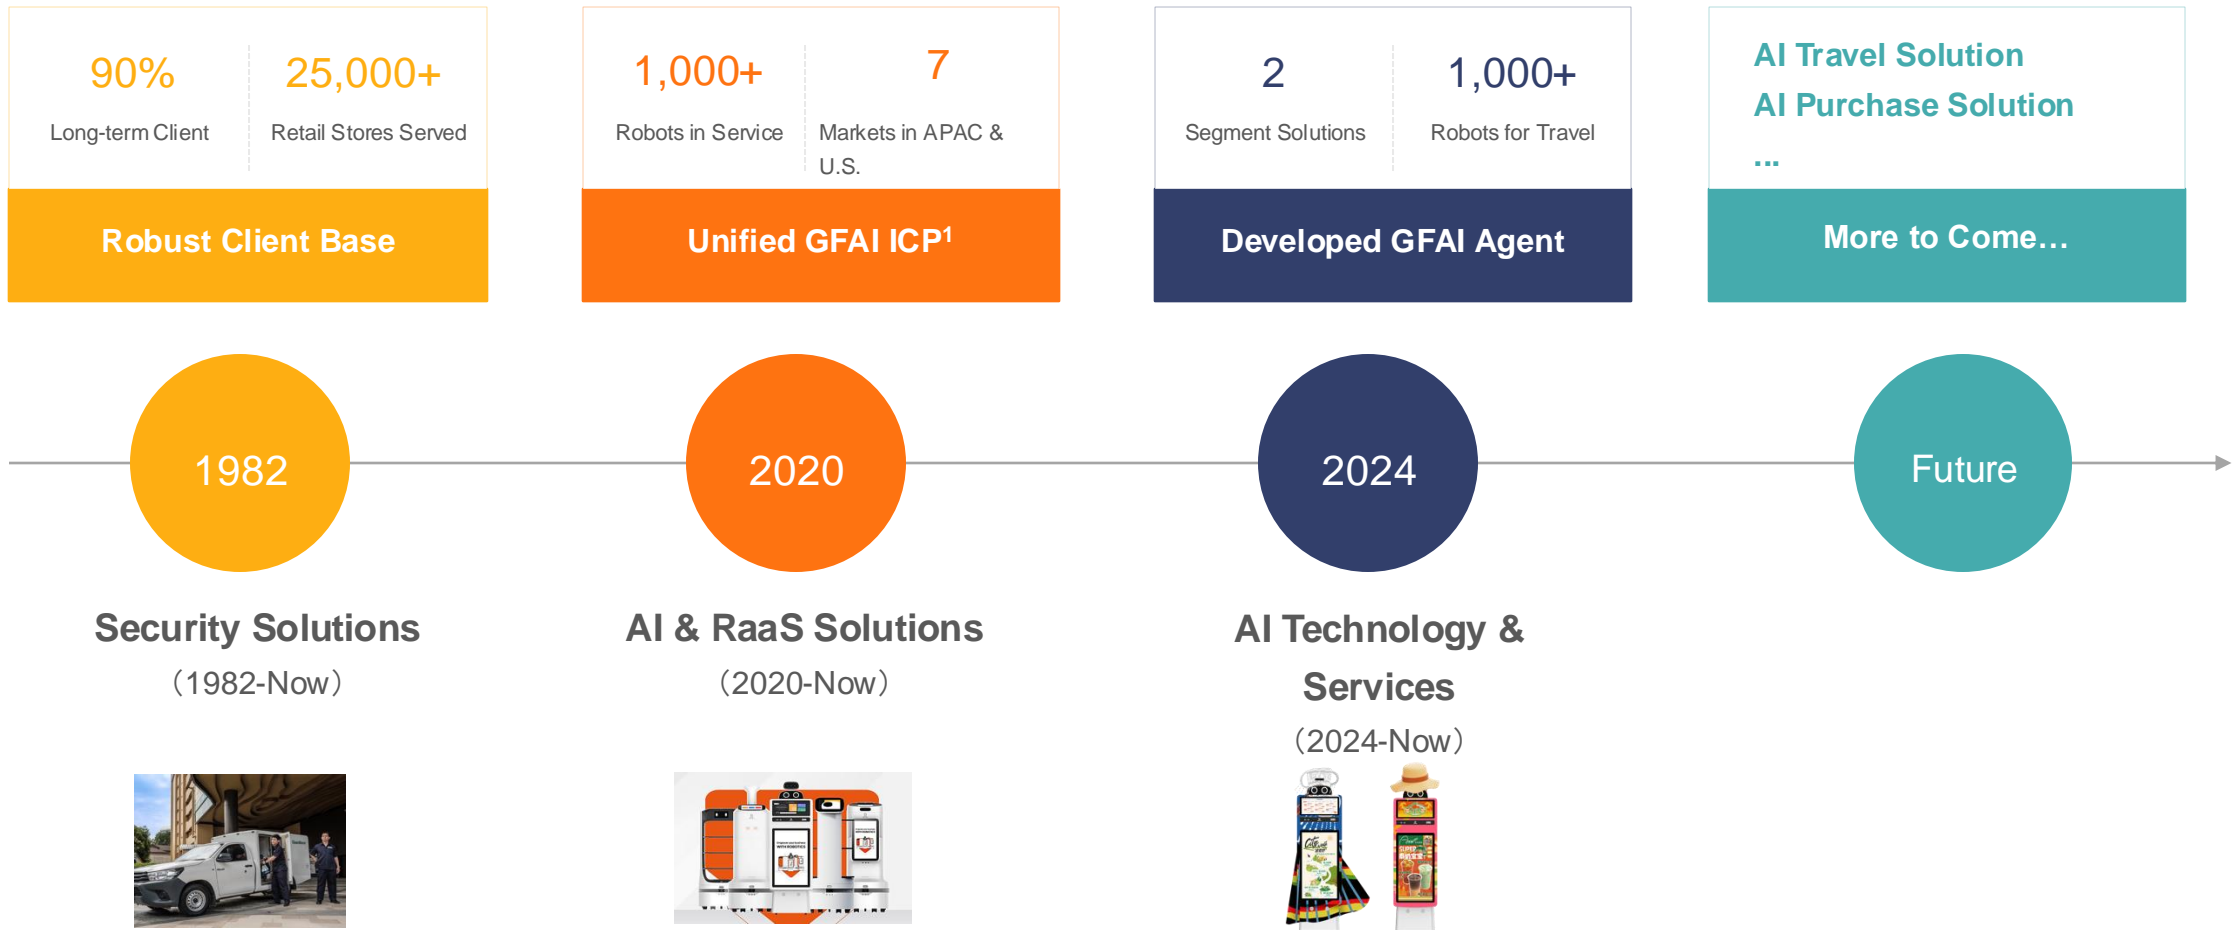 90%
25,000+
Long-term Client
Retail Stores Served
Robust Client Base
1,000+
7
Robots in Service
Markets in APAC &
U.S.
Unified GFAI ICP¹
2
1,000+
Segment Solutions
Robots for Travel
Developed GFAI Agent
AI Travel Solution
AI Purchase Solution
...
More to Come…
1982
2020
2024
Future
Security Solutions
（1982-Now）
AI & RaaS Solutions
（2020-Now）
AI Technology &
Services
（2024-Now）
WITH ROBOTICS
SUPER